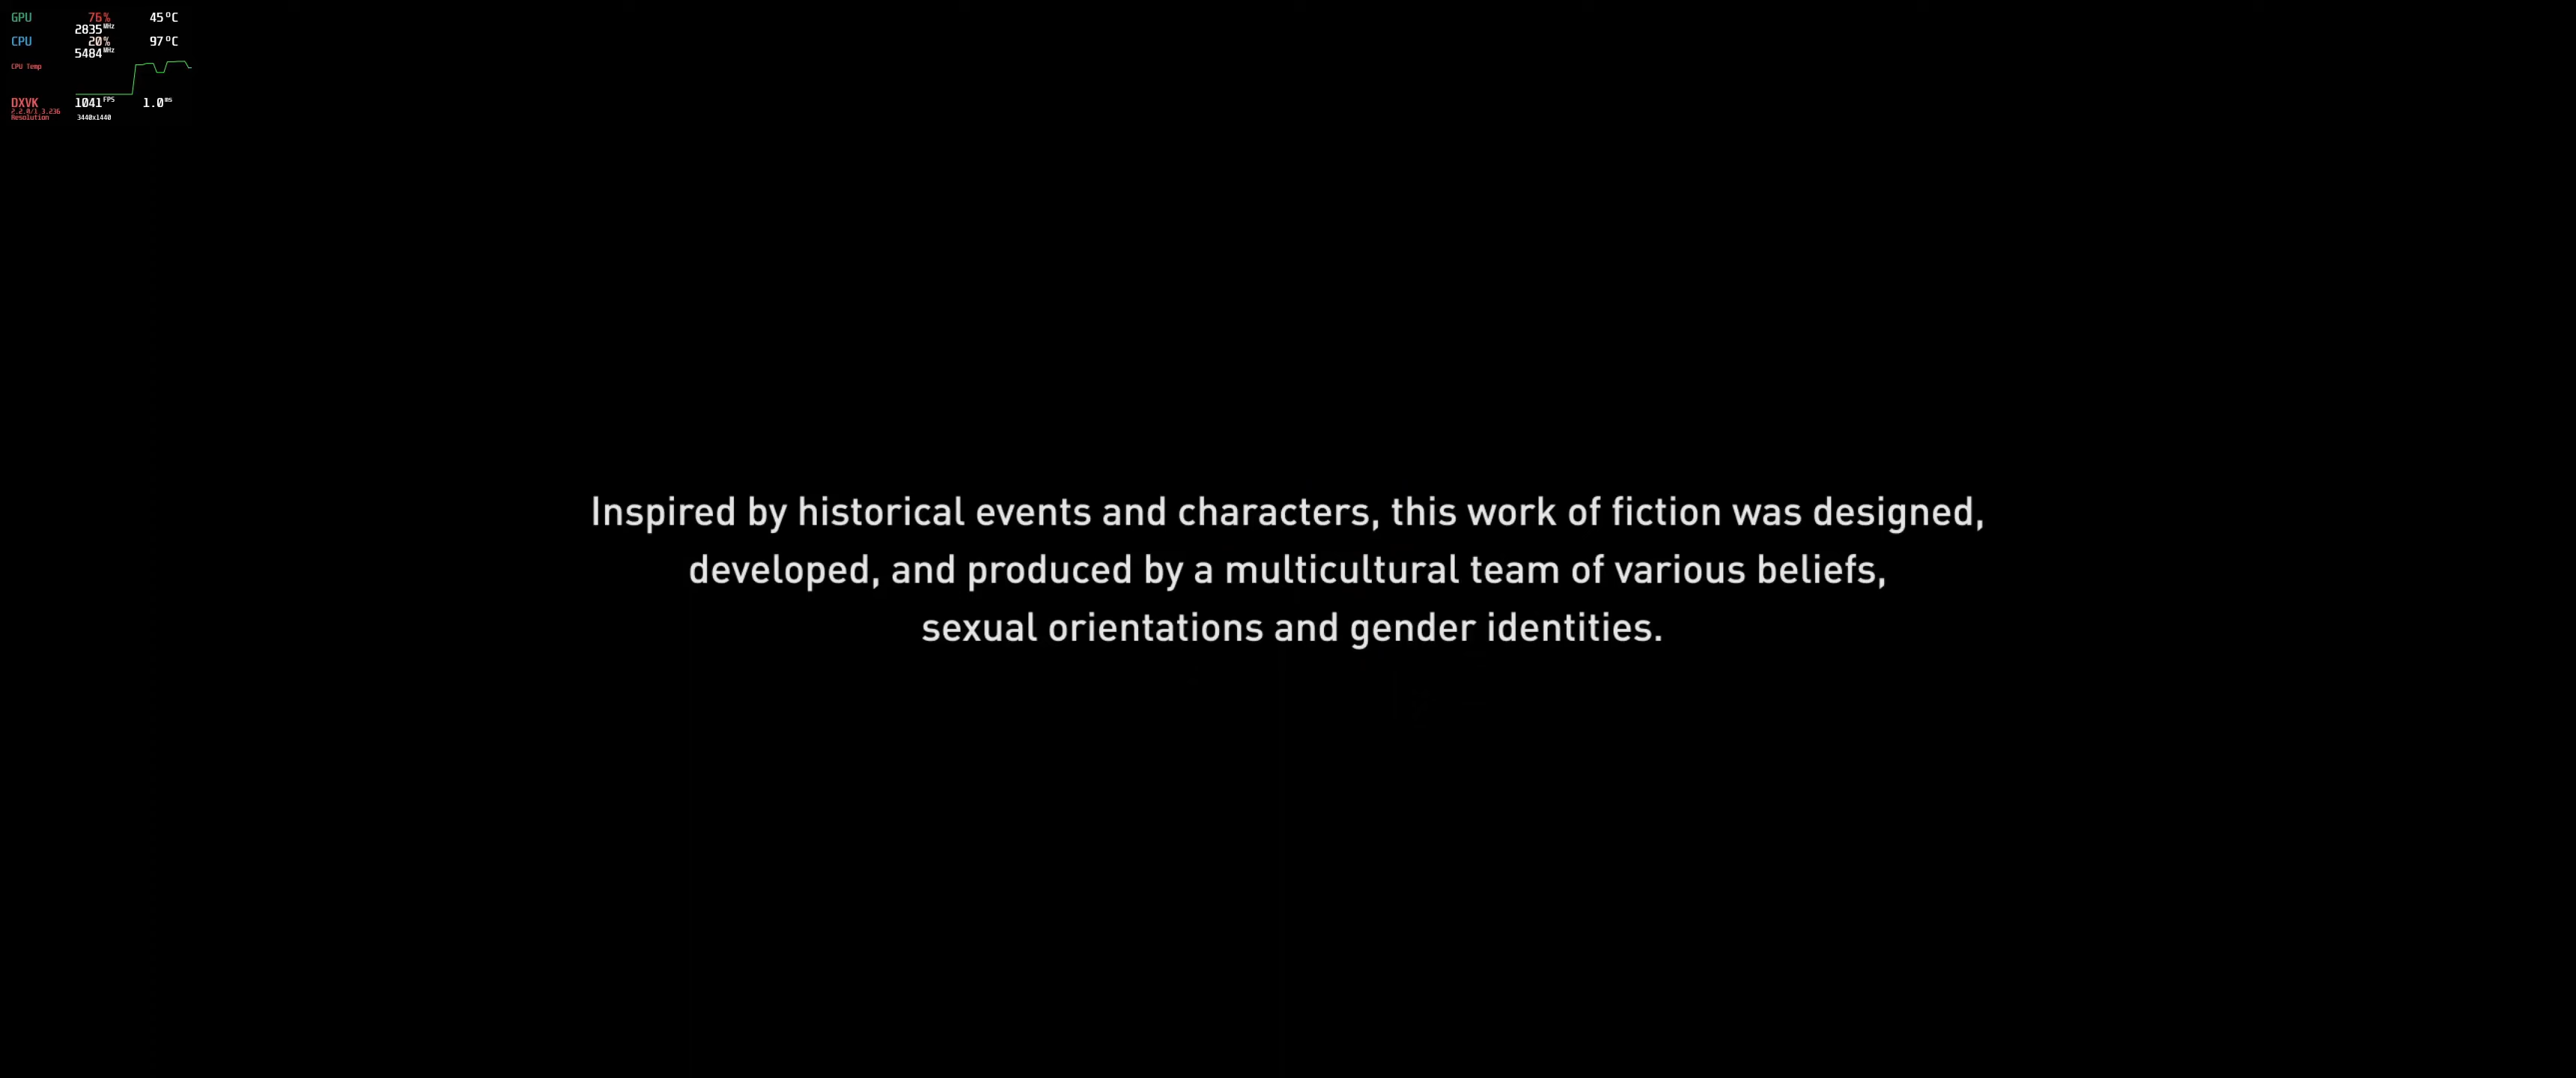 GPU 76% 45°C
2835MHz
CPU 20% 97°C
5484MHz
CPU Temp
DXVK 1041FPS 1.0ms
Resolution 3440x1440
Inspired by historical events and characters, this work of fiction was designed,
developed, and produced by a multicultural team of various beliefs,
sexual orientations and gender identities.